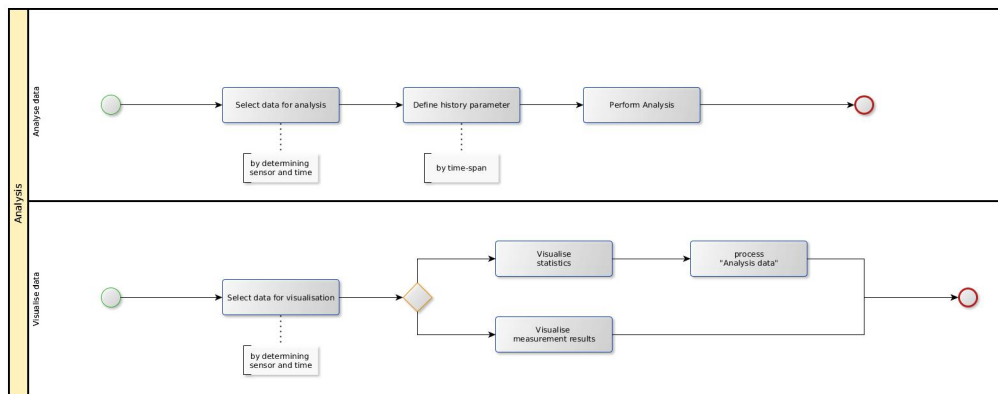 Analysis
Analyse data
Select data for analysis
Define history parameter
Perform Analysis
by determining
sensor and time
by time-span
Visualise data
Select data for visualisation
Visualise
statistics
process
"Analysis data"
Visualise
measurement results
by determining
sensor and time